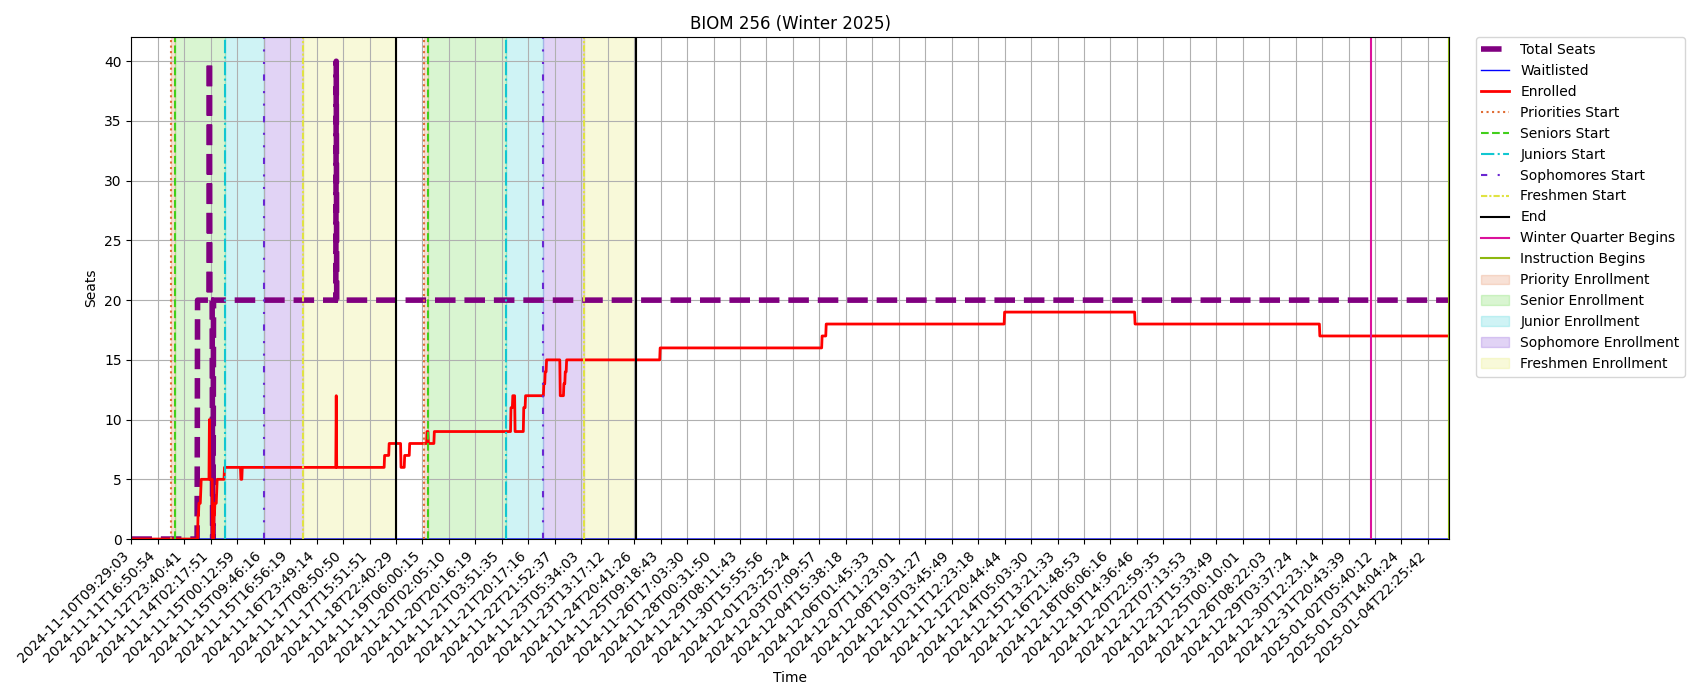 BIOM 256 (Winter 2025)
Seats
40
35
30
25
20
15
10
5
0
2024-11-10T09:29:03
2024-11-11T16:50:54
2024-11-12T23:40:41
2024-11-14T02:17:51
2024-11-15T00:12:59
2024-11-15T09:46:16
2024-11-15T16:56:19
2024-11-16T23:49:14
2024-11-17T08:50:50
2024-11-17T15:51:51
2024-11-18T22:40:29
2024-11-19T06:00:15
2024-11-20T02:05:10
2024-11-20T20:16:19
2024-11-21T03:51:35
2024-11-21T20:17:16
2024-11-22T21:52:37
2024-11-23T05:34:03
2024-11-23T13:17:12
2024-11-24T20:41:26
2024-11-25T09:18:43
2024-11-26T17:03:30
2024-11-28T00:31:50
2024-11-29T08:11:43
2024-11-30T15:55:56
2024-12-01T23:25:24
2024-12-03T07:09:57
2024-12-04T15:38:18
2024-12-06T01:45:33
2024-12-07T11:23:01
2024-12-08T19:31:27
2024-12-10T03:45:49
2024-12-11T12:23:18
2024-12-12T20:44:44
2024-12-14T05:03:30
2024-12-15T13:21:33
2024-12-16T21:48:53
2024-12-18T06:06:16
2024-12-19T14:36:46
2024-12-20T22:59:35
2024-12-22T07:13:53
2024-12-23T15:33:49
2024-12-25T00:10:01
2024-12-26T08:22:03
2024-12-29T03:37:24
2024-12-30T12:23:14
2024-12-31T20:43:39
2025-01-02T05:40:12
2025-01-03T14:04:24
2025-01-04T22:25:42
Time
Total Seats
Waitlisted
Enrolled
Priorities Start
Seniors Start
Juniors Start
Sophomores Start
Freshmen Start
End
Winter Quarter Begins
Instruction Begins
Priority Enrollment
Senior Enrollment
Junior Enrollment
Sophomore Enrollment
Freshmen Enrollment